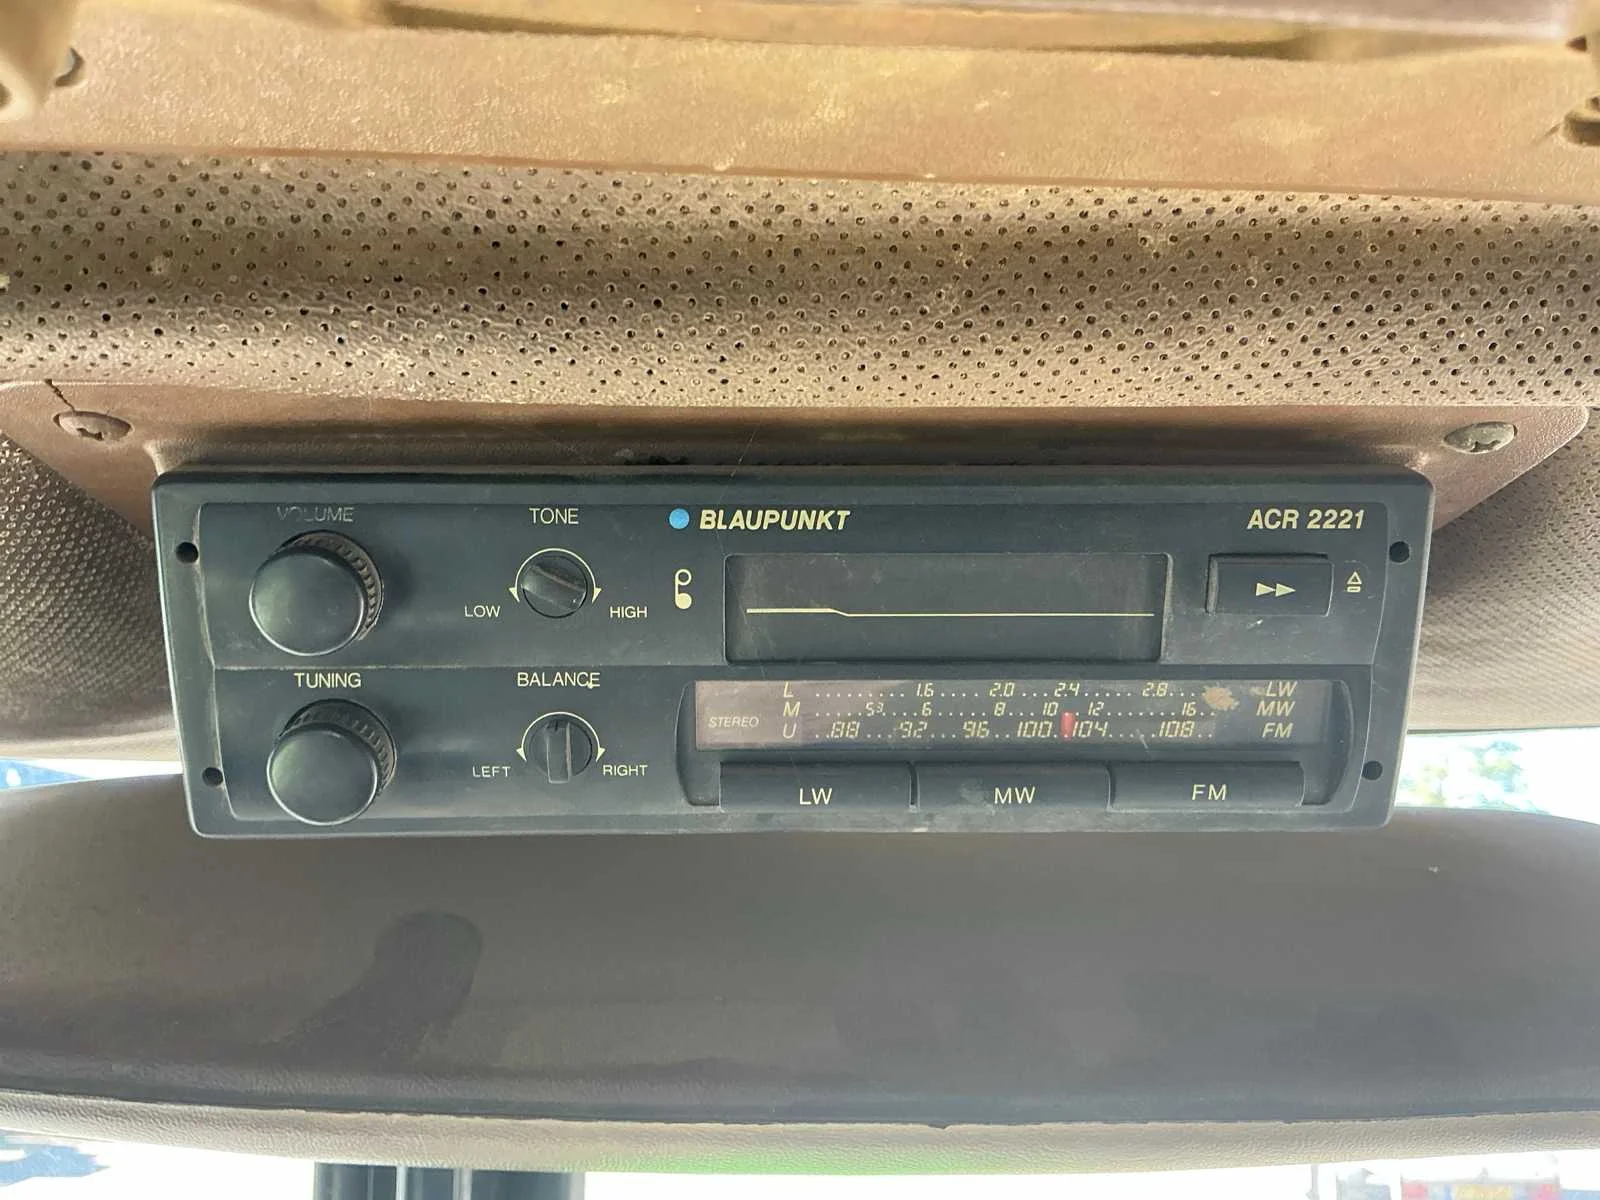 VOLUME
TONE
BLAUPUNKT
ACR 2221
LOW
HIGH
TUNING
BALANCE
LEFT
RIGHT
STEREO
L ......... 1.6 ..... 2.0 ... 2.4 ..... 2.8 ... LW
M ..... 53 .... 6 ...... 8 ... 10 .. 12 ........ 16 .. MW
U .. 88 ... 92 ... 96 .. 100 . 104 ..... 108 .. FM
LW
MW
FM